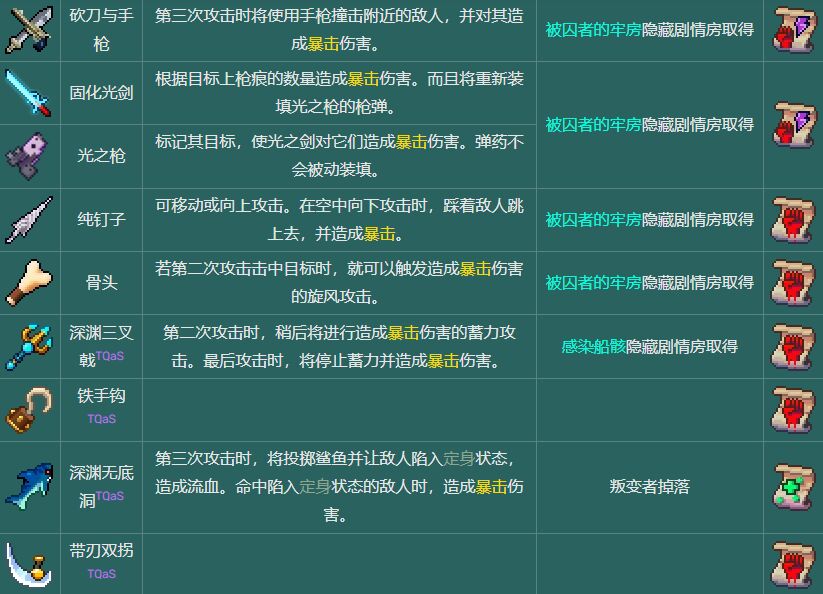 砍刀与手枪
第三次攻击时将使用手枪撞击附近的敌人，并对其造
成暴击伤害。
被囚者的牢房隐藏剧情房取得
固化光剑
根据目标上枪痕的数量造成暴击伤害。而且将重新装
填光之枪的枪弹。
被囚者的牢房隐藏剧情房取得
光之枪
标记其目标，使光之剑对它们造成暴击伤害。弹药不
会被动装填。
纯钉子
可移动或向上攻击。在空中向下攻击时，踩着敌人跳
上去，并造成暴击。
被囚者的牢房隐藏剧情房取得
骨头
若第二次攻击击中目标时，就可以触发造成暴击伤害
的旋风攻击。
被囚者的牢房隐藏剧情房取得
深渊三叉
戟TQaS
第二次攻击时，稍后将进行造成暴击伤害的蓄力攻
击。最后攻击时，将停止蓄力并造成暴击伤害。
感染船骸隐藏剧情房取得
铁手钩
TQaS
深渊无底
洞TQaS
第三次攻击时，将投掷鲨鱼并让敌人陷入定身状态，
造成流血。命中陷入定身状态的敌人时，造成暴击伤
害。
叛变者掉落
带刃双拐
TQaS